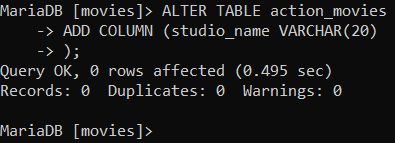 MariaDB [movies]> ALTER TABLE action_movies
    -> ADD COLUMN (studio_name VARCHAR(20)
    -> );
Query OK, 0 rows affected (0.495 sec)
Records: 0  Duplicates: 0  Warnings: 0
MariaDB [movies]>